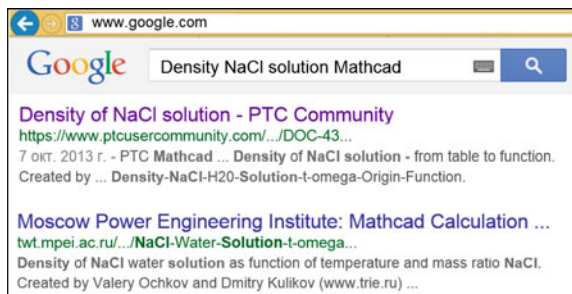 www.google.com
Google
Density NaCl solution Mathcad
Density of NaCl solution - PTC Community
https://www.ptcusercommunity.com/.../DOC-43...
7 окт. 2013 г. - PTC Mathcad ... Density of NaCl solution - from table to function.
Created by ... Density-NaCl-H20-Solution-t-omega-Origin-Function.
Moscow Power Engineering Institute: Mathcad Calculation ...
twt.mpei.ac.ru/.../NaCl-Water-Solution-t-omega...
Density of NaCl water solution as function of temperature and mass ratio NaCl.
Created by Valery Ochkov and Dmitry Kulikov (www.trie.ru) ...